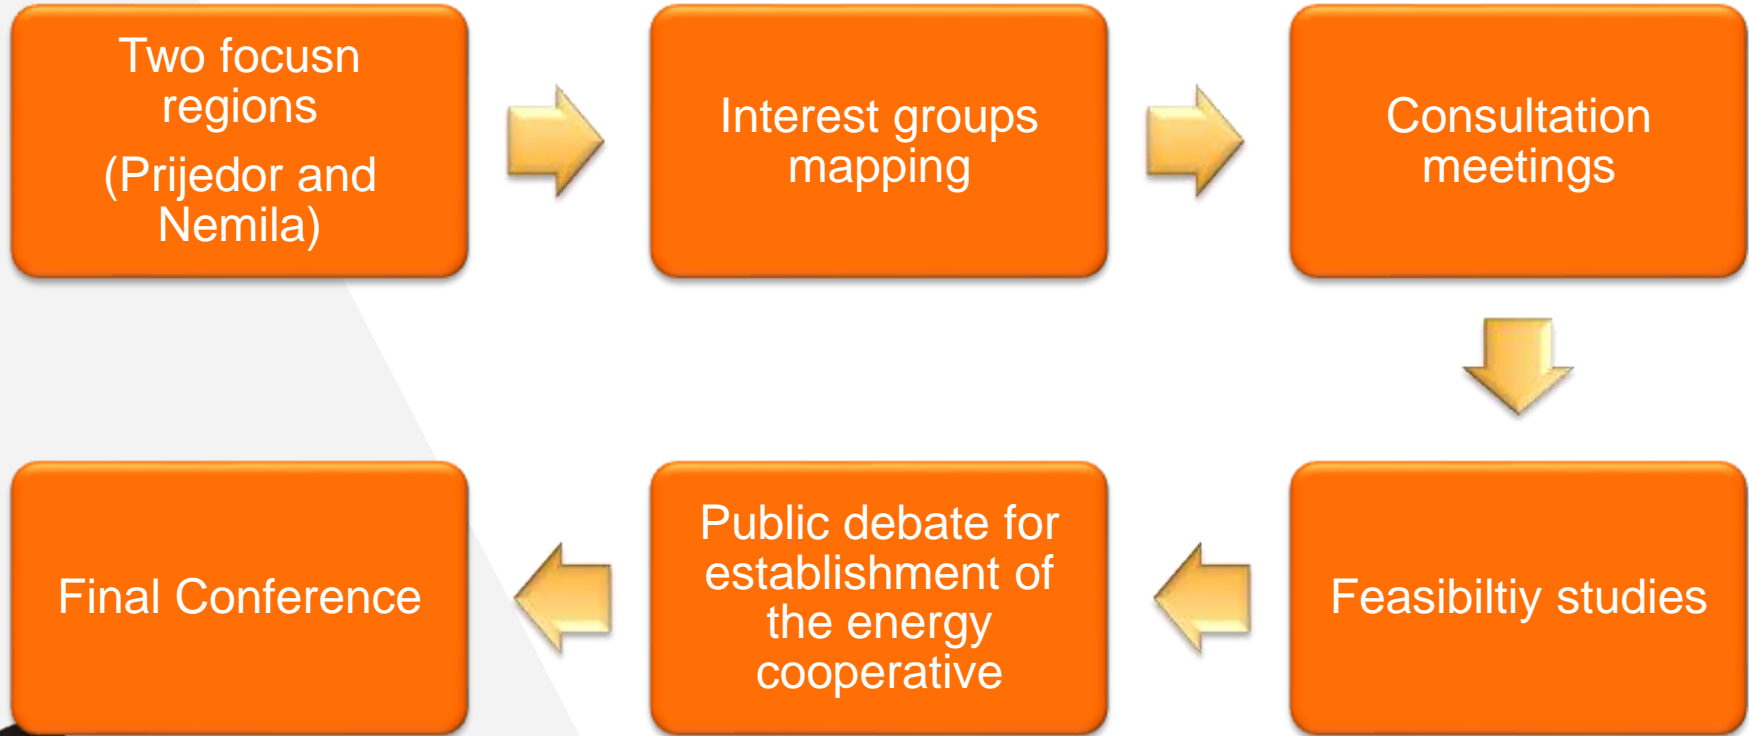 Two focusn
regions
(Prijedor and
Nemila)
Interest groups
mapping
Consultation
meetings
Feasibiltiy studies
Public debate for
establishment of
the energy
cooperative
Final Conference